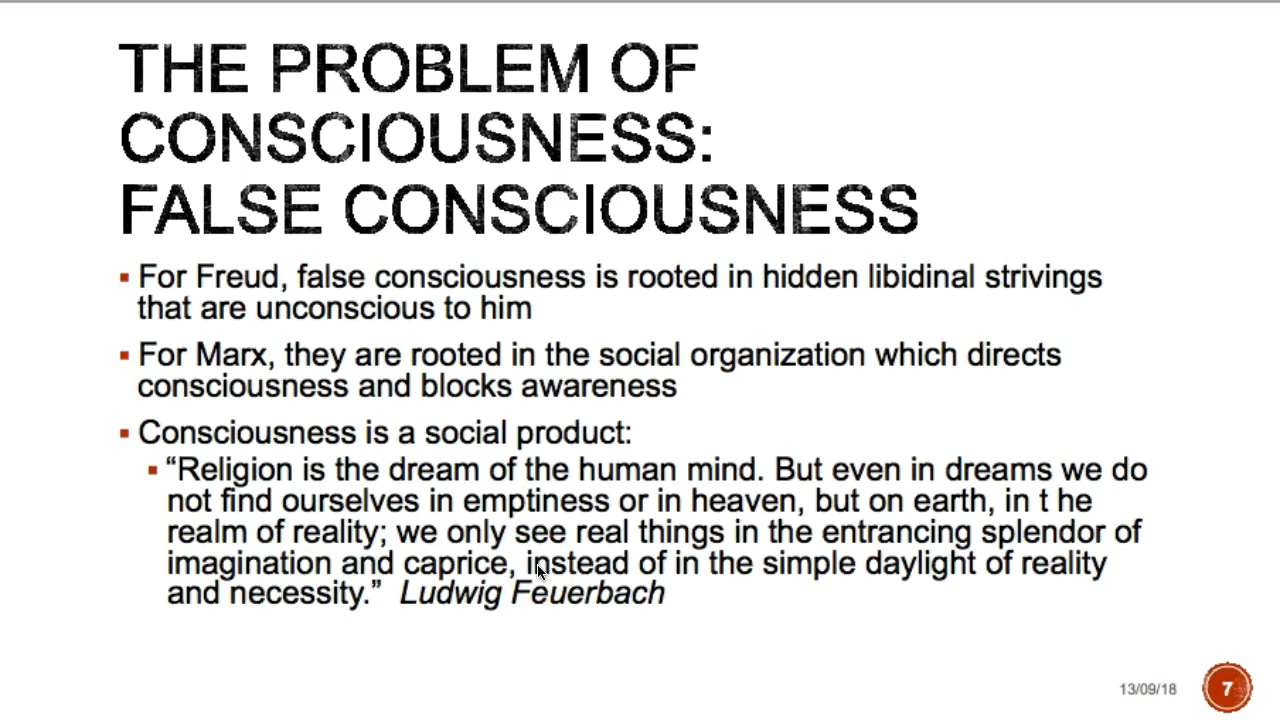 THE PROBLEM OF
CONSCIOUSNESS:
FALSE CONSCIOUSNESS
▪ For Freud, false consciousness is rooted in hidden libidinal strivings
that are unconscious to him
▪ For Marx, they are rooted in the social organization which directs
consciousness and blocks awareness
▪ Consciousness is a social product:
▪ “Religion is the dream of the human mind. But even in dreams we do
not find ourselves in emptiness or in heaven, but on earth, in t he
realm of reality; we only see real things in the entrancing splendor of
imagination and caprice, instead of in the simple daylight of reality
and necessity.” Ludwig Feuerbach
13/09/18
7